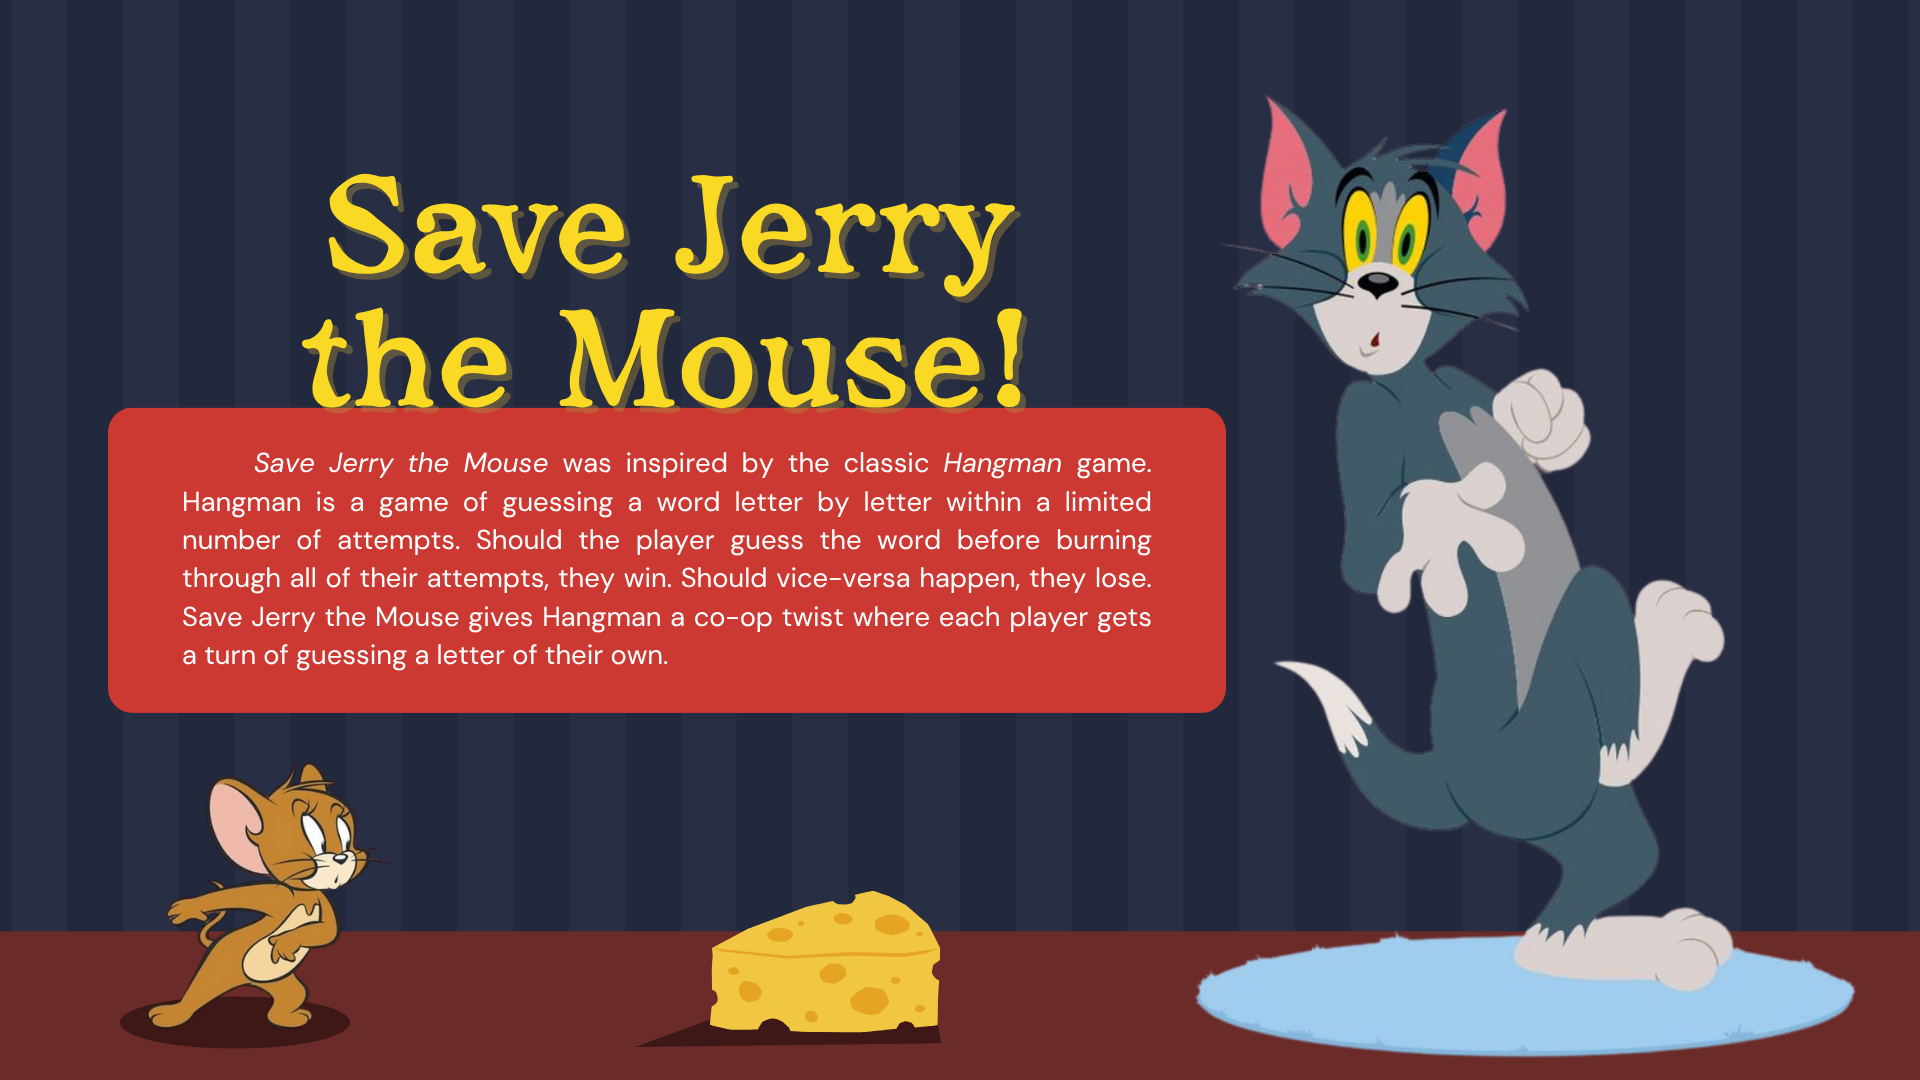 Save Jerry
the Mouse!
Save Jerry the Mouse was inspired by the classic Hangman game.
Hangman is a game of guessing a word letter by letter within a limited
number of attempts. Should the player guess the word before burning
through all of their attempts, they win. Should vice-versa happen, they lose.
Save Jerry the Mouse gives Hangman a co-op twist where each player gets
a turn of guessing a letter of their own.